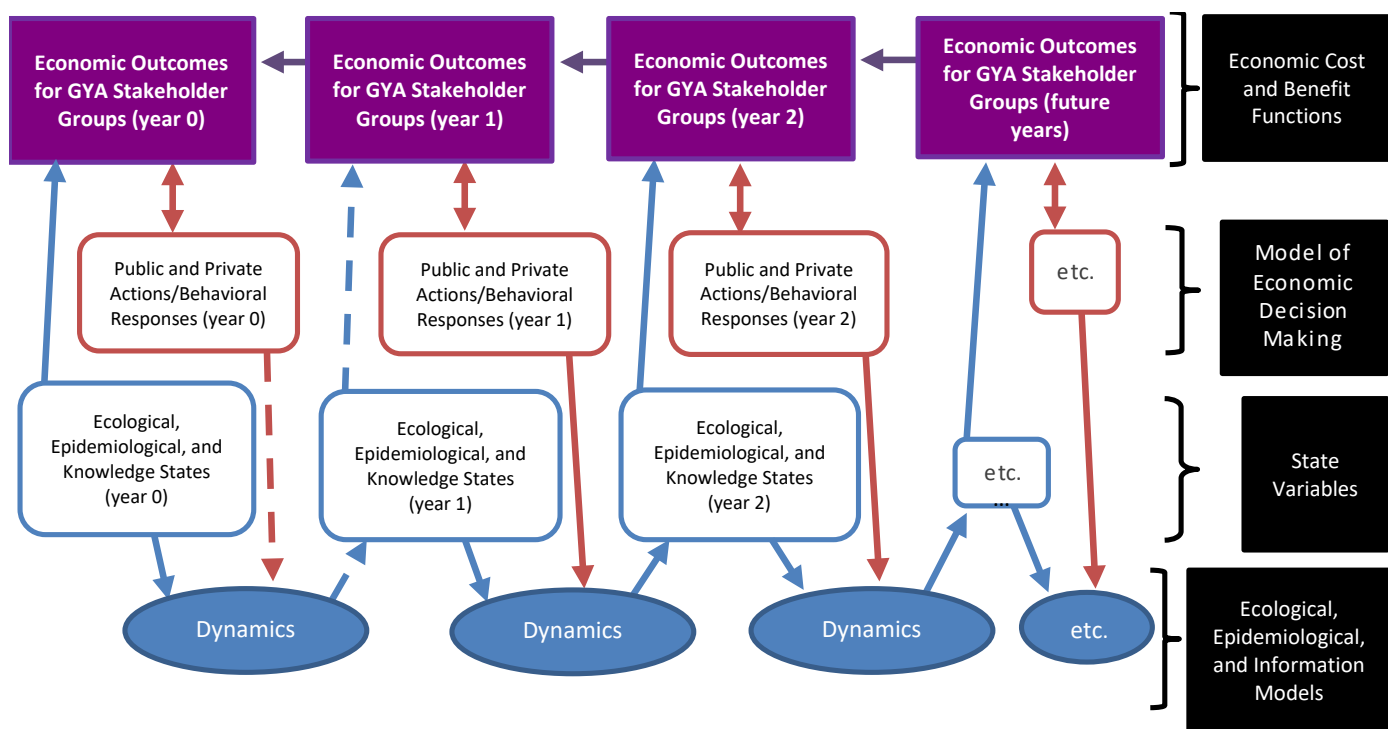 Economic Outcomes
for GYA Stakeholder
Groups (year 0)
Economic Outcomes
for GYA Stakeholder
Groups (year 1)
Economic Outcomes
for GYA Stakeholder
Groups (year 2)
Economic Outcomes
for GYA Stakeholder
Groups (future
years)
Economic Cost
and Benefit
Functions
Public and Private
Actions/Behavioral
Responses (year 0)
Public and Private
Actions/Behavioral
Responses (year 1)
Public and Private
Actions/Behavioral
Responses (year 2)
etc.
Model of
Economic
Decision
Making
Ecological,
Epidemiological, and
Knowledge States
(year 0)
Ecological,
Epidemiological, and
Knowledge States
(year 1)
Ecological,
Epidemiological, and
Knowledge States
(year 2)
etc.
...
State
Variables
Dynamics
Dynamics
Dynamics
etc.
Ecological,
Epidemiological,
and Information
Models